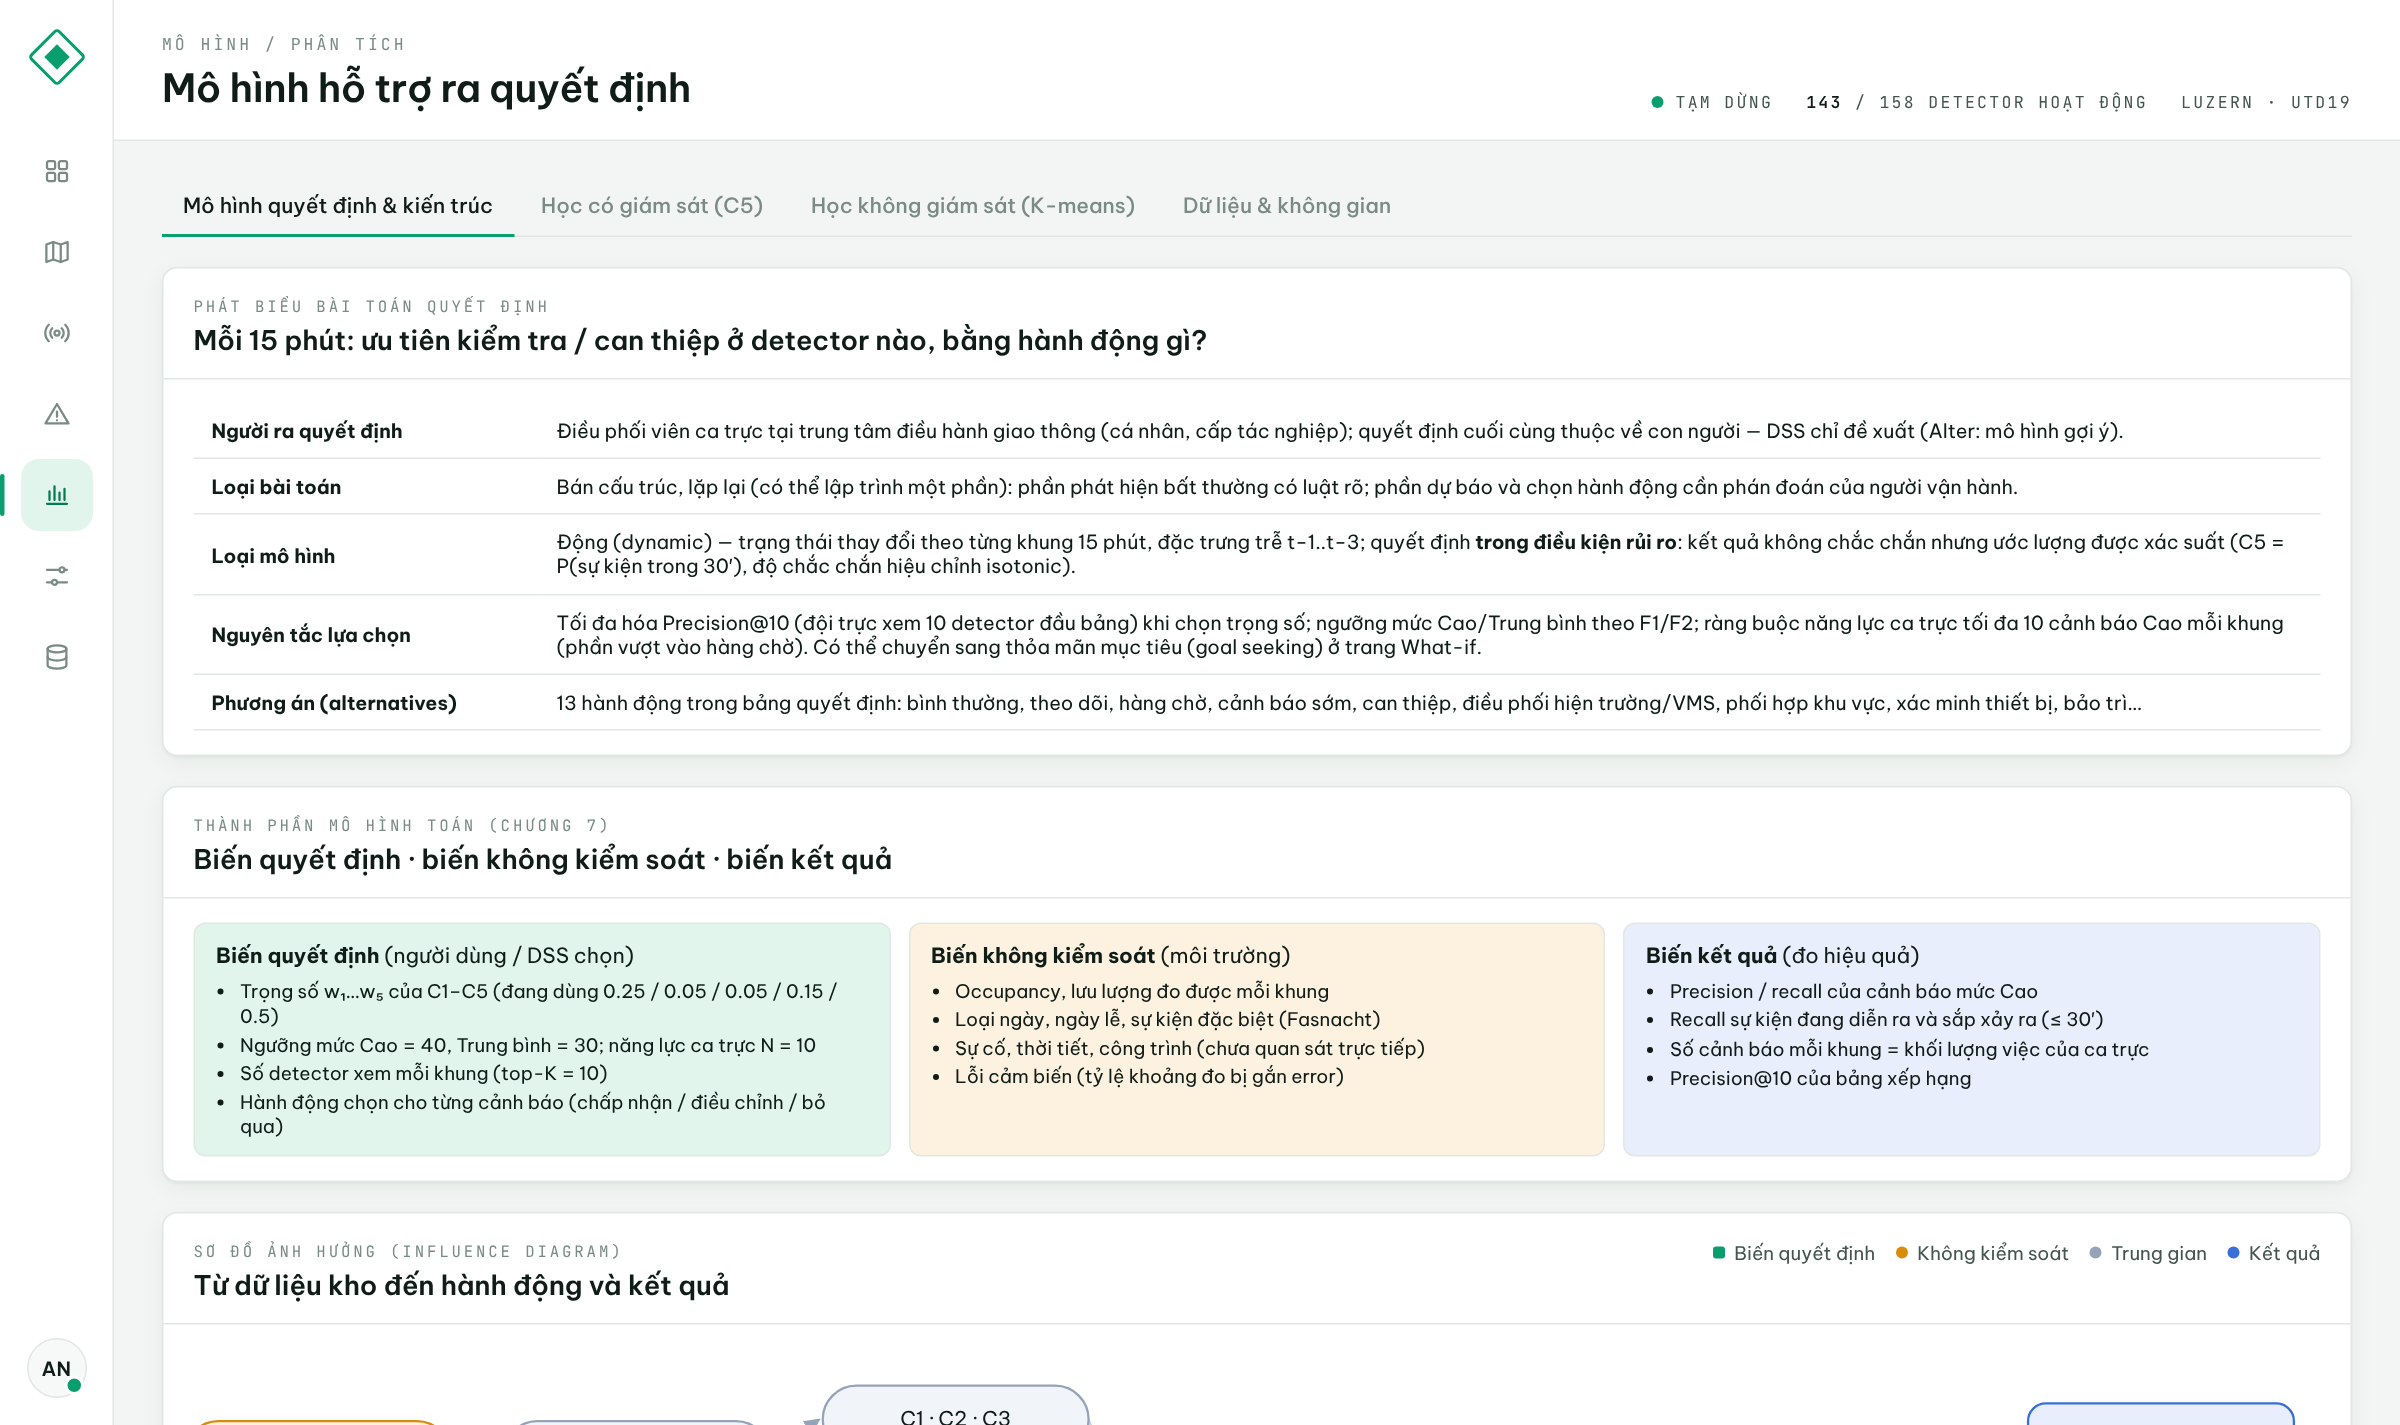 MÔ HÌNH / PHÂN TÍCH
Mô hình hỗ trợ ra quyết định
TẠM DỪNG 143 / 158 DETECTOR HOẠT ĐỘNG LUZERN · UTD19
Mô hình quyết định & kiến trúc Học có giám sát (C5) Học không giám sát (K-means) Dữ liệu & không gian
PHÁT BIỂU BÀI TOÁN QUYẾT ĐỊNH
Mỗi 15 phút: ưu tiên kiểm tra / can thiệp ở detector nào, bằng hành động gì?
Người ra quyết định Điều phối viên ca trực tại trung tâm điều hành giao thông (cá nhân, cấp tác nghiệp); quyết định cuối cùng thuộc về con người — DSS chỉ đề xuất (Alter: mô hình gợi ý).
Loại bài toán Bán cấu trúc, lặp lại (có thể lập trình một phần): phần phát hiện bất thường có luật rõ; phần dự báo và chọn hành động cần phán đoán của người vận hành.
Loại mô hình Động (dynamic) — trạng thái thay đổi theo từng khung 15 phút, đặc trưng trễ t-1..t-3; quyết định trong điều kiện rủi ro: kết quả không chắc chắn nhưng ước lượng được xác suất (C5 =
P(sự kiện trong 30′), độ chắc chắn hiệu chỉnh isotonic).
Nguyên tắc lựa chọn Tối đa hóa Precision@10 (đội trực xem 10 detector đầu bảng) khi chọn trọng số; ngưỡng mức Cao/Trung bình theo F1/F2; ràng buộc năng lực ca trực tối đa 10 cảnh báo Cao mỗi khung
(phần vượt vào hàng chờ). Có thể chuyển sang thỏa mãn mục tiêu (goal seeking) ở trang What-if.
Phương án (alternatives) 13 hành động trong bảng quyết định: bình thường, theo dõi, hàng chờ, cảnh báo sớm, can thiệp, điều phối hiện trường/VMS, phối hợp khu vực, xác minh thiết bị, bảo trì…
THÀNH PHẦN MÔ HÌNH TOÁN (CHƯƠNG 7)
Biến quyết định · biến không kiểm soát · biến kết quả
Biến quyết định (người dùng / DSS chọn)
• Trọng số w₁…w₅ của C1–C5 (đang dùng 0.25 / 0.05 / 0.05 / 0.15 /
0.5)
• Ngưỡng mức Cao = 40, Trung bình = 30; năng lực ca trực N = 10
• Số detector xem mỗi khung (top-K = 10)
• Hành động chọn cho từng cảnh báo (chấp nhận / điều chỉnh / bỏ
qua)
Biến không kiểm soát (môi trường)
• Occupancy, lưu lượng đo được mỗi khung
• Loại ngày, ngày lễ, sự kiện đặc biệt (Fasnacht)
• Sự cố, thời tiết, công trình (chưa quan sát trực tiếp)
• Lỗi cảm biến (tỷ lệ khoảng đo bị gắn error)
Biến kết quả (đo hiệu quả)
• Precision / recall của cảnh báo mức Cao
• Recall sự kiện đang diễn ra và sắp xảy ra (≤ 30′)
• Số cảnh báo mỗi khung = khối lượng việc của ca trực
• Precision@10 của bảng xếp hạng
SƠ ĐỒ ẢNH HƯỞNG (INFLUENCE DIAGRAM)
Từ dữ liệu kho đến hành động và kết quả
Biến quyết định Không kiểm soát Trung gian Kết quả
C1 · C2 · C3
AN